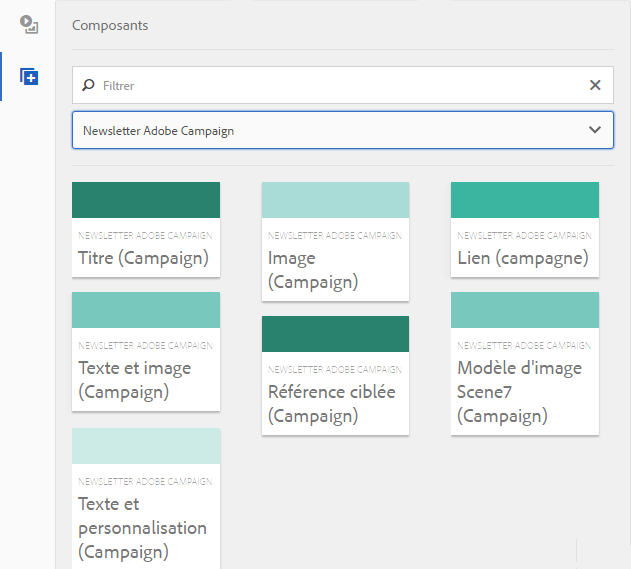 Composants
Filtrer
Newsletter Adobe Campaign
NEWSLETTER ADOBE CAMPAIGN
Titre (Campaign)
NEWSLETTER ADOBE CAMPAIGN
Image
(Campaign)
NEWSLETTER ADOBE CAMPAIGN
Lien (campagne)
NEWSLETTER ADOBE CAMPAIGN
Texte et image
(Campaign)
NEWSLETTER ADOBE CAMPAIGN
Référence ciblée
(Campaign)
NEWSLETTER ADOBE CAMPAIGN
Modèle d'image
Scene7
(Campaign)
NEWSLETTER ADOBE CAMPAIGN
Texte et
personnalisation
(Campaign)